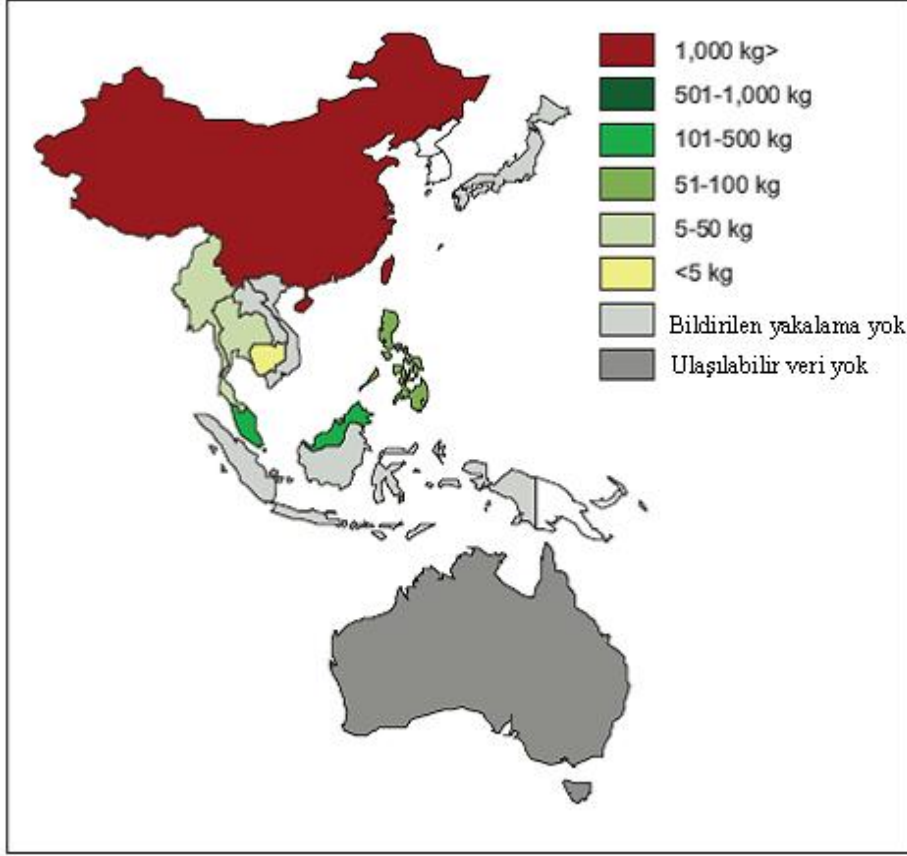 1,000 kg>
501-1,000 kg
101-500 kg
51-100 kg
5-50 kg
<5 kg
Bildirilen yakalama yok
Ulaşılabilir veri yok